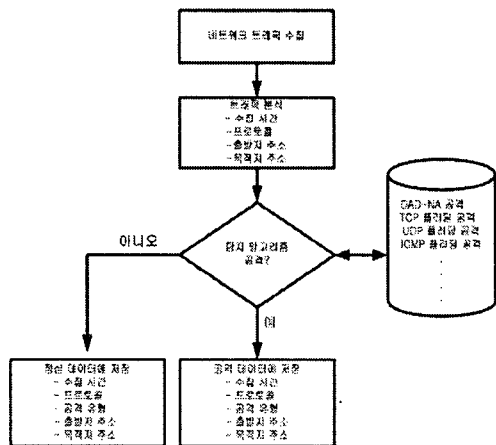 네트워크 트래픽 수집
트래픽 분석
- 수집 시간
- 프로토콜
- 출발지 주소
- 목적지 주소
DAD-NA 공격
TCP 플러딩 공격
UDP 플러딩 공격
ICMP 플러딩 공격
.
.
.
.
탐지 알고리즘
공격?
아니오
예
정상 데이터에 저장
- 수집 시간
- 프로토콜
- 공격 유형
- 출발지 주소
- 목적지 주소
공격 데이터에 저장
- 수집 시간
- 프로토콜
- 공격 유형
- 출발지 주소
- 목적지 주소